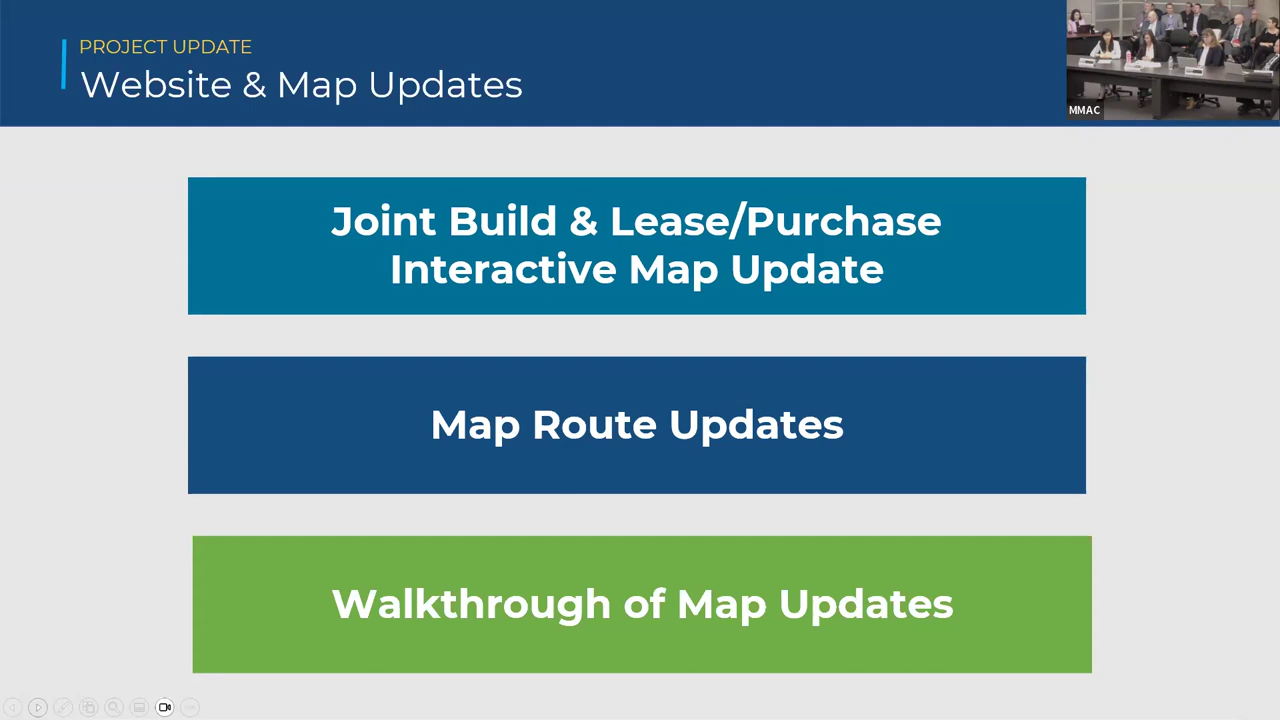 PROJECT UPDATE
Website & Map Updates
MMAC
Joint Build & Lease/Purchase
Interactive Map Update
Map Route Updates
Walkthrough of Map Updates